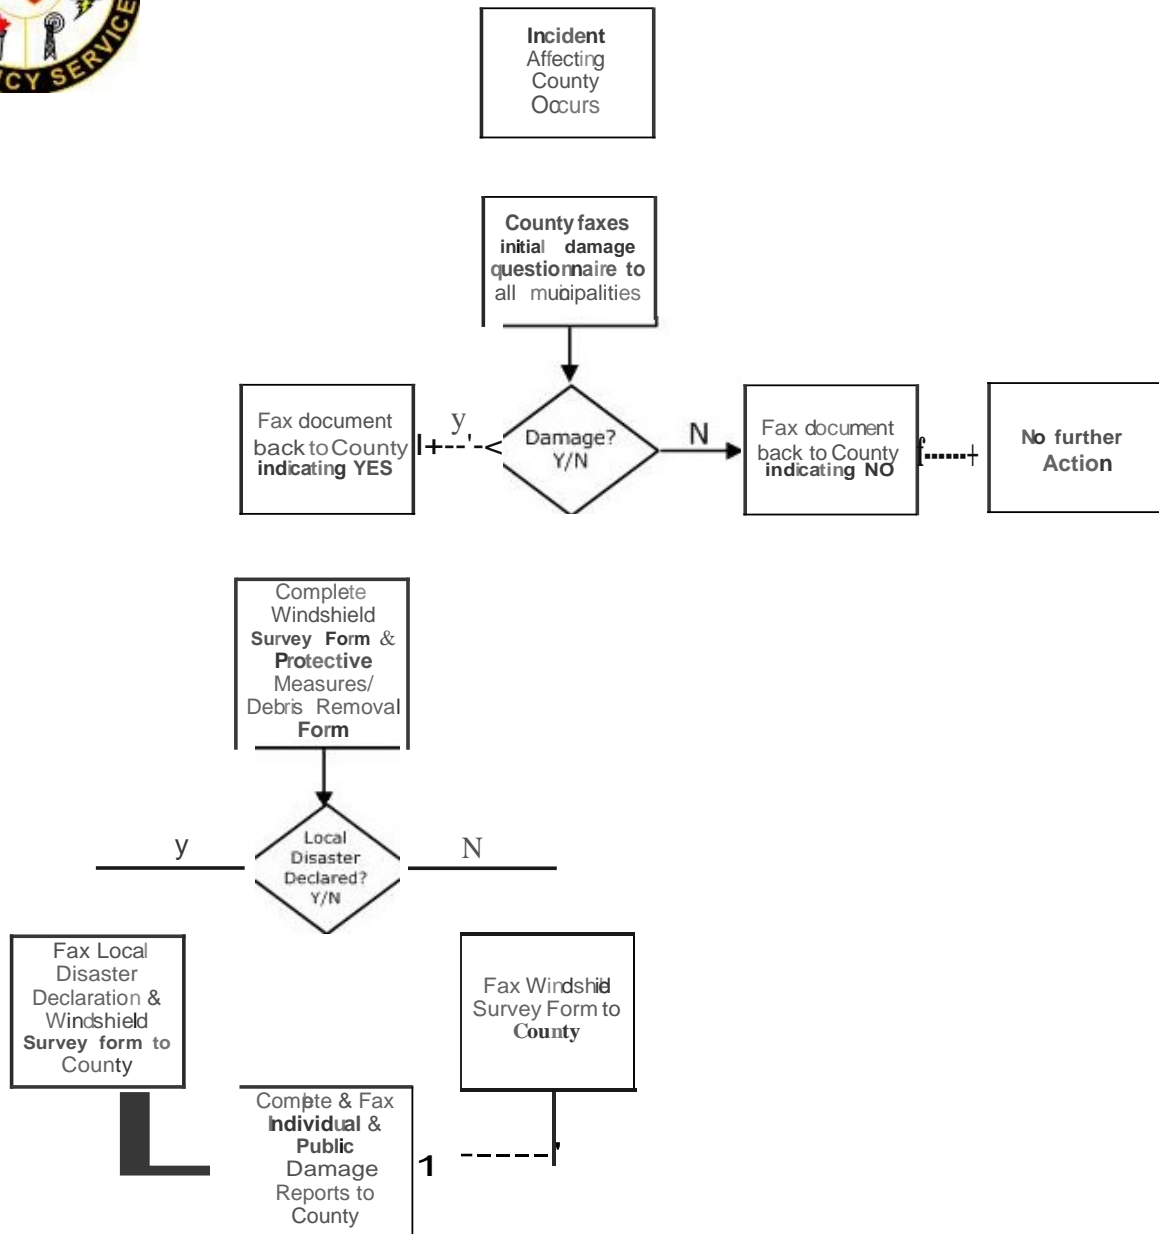 CY SERVICE
Incident
Affecting
County
Occurs
County faxes
initial damage
questionnaire to
all municipalities
Fax document
back to County
indicating YES
y
Damage?
Y/N
N
Fax document
back to County
indicating NO
No further
Action
Complete
Windshield
Survey Form &
Protective
Measures/
Debris Removal
Form
y
Local
Disaster
Declared?
Y/N
N
Fax Local
Disaster
Declaration &
Windshield
Survey form to
County
Fax Windshild
Survey Form to
County
Complete & Fax
Individual &
Public
Damage
Reports to
County
1